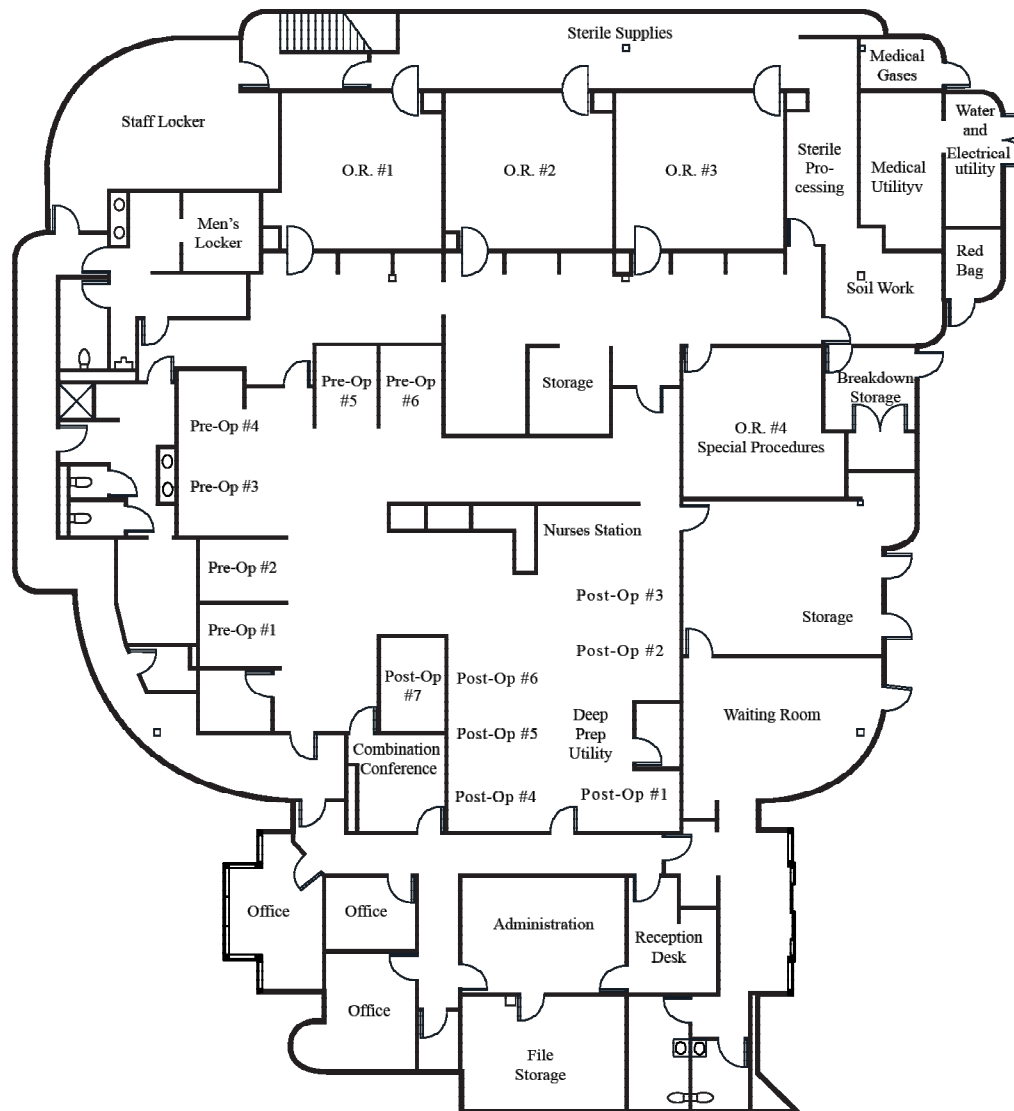 Sterile Supplies
Medical
Gases
Staff Locker
Water
and
Electrical
utility
O.R. #1
O.R. #2
O.R. #3
Sterile
Pro-
cessing
Medical
Utilityv
Men's
Locker
Red
Bag
Soil Work
Pre-Op
#5
Pre-Op
#6
Storage
Breakdown
Storage
Pre-Op #4
O.R. #4
Special Procedures
Pre-Op #3
Nurses Station
Pre-Op #2
Post-Op #3
Storage
Pre-Op #1
Post-Op #2
Post-Op
#7
Post-Op #6
Waiting Room
Deep
Prep
Utility
Post-Op #5
Combination
Conference
Post-Op #4
Post-Op #1
Office
Office
Administration
Reception
Desk
Office
File
Storage